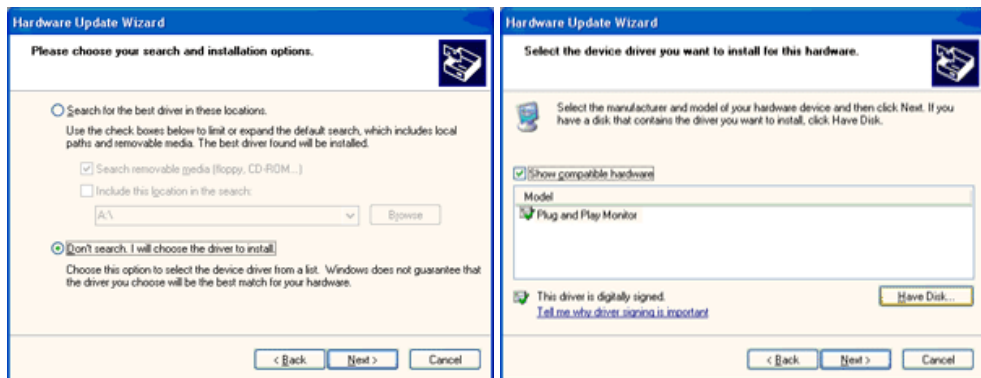 Hardware Update Wizard
Please choose your search and installation options.
Search for the best driver in these locations.
Use the check boxes below to limit or expand the default search, which includes local
paths and removable media. The best driver found will be installed.
Search removable media (floppy, CD-ROM...)
Include this location in the search:
A:\
Browse
Don't search. I will choose the driver to install.
Choose this option to select the device driver from a list. Windows does not guarantee that
the driver you choose will be the best match for your hardware.
< Back
Next >
Cancel
Hardware Update Wizard
Select the device driver you want to install for this hardware.
Select the manufacturer and model of your hardware device and then click Next. If you
have a disk that contains the driver you want to install, click Have Disk.
Show compatible hardware
Model
Plug and Play Monitor
This driver is digitally signed.
Tell me why driver signing is important
Have Disk...
< Back
Next >
Cancel